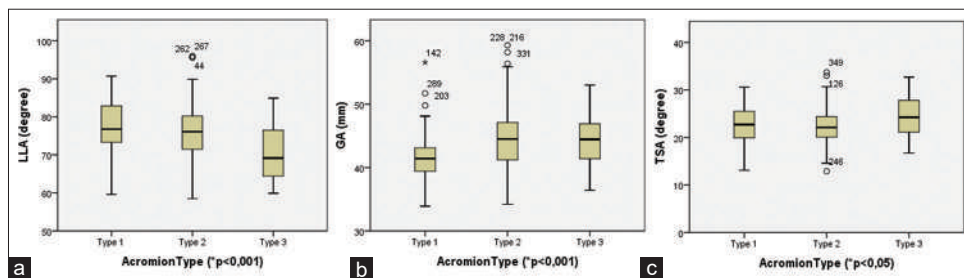 LLA (degree)
100
90
80
70
60
50
262 267
44
Type 1 Type 2 Type 3
AcromionType (*p<0,001)
a
GA (mm)
60
50
40
30
142
289
203
228 216
331
Type 1 Type 2 Type 3
AcromionType (*p<0,001)
b
TSA (degree)
40
30
20
10
0
349
126
246
Type 1 Type 2 Type 3
AcromionType (*p<0,05)
c